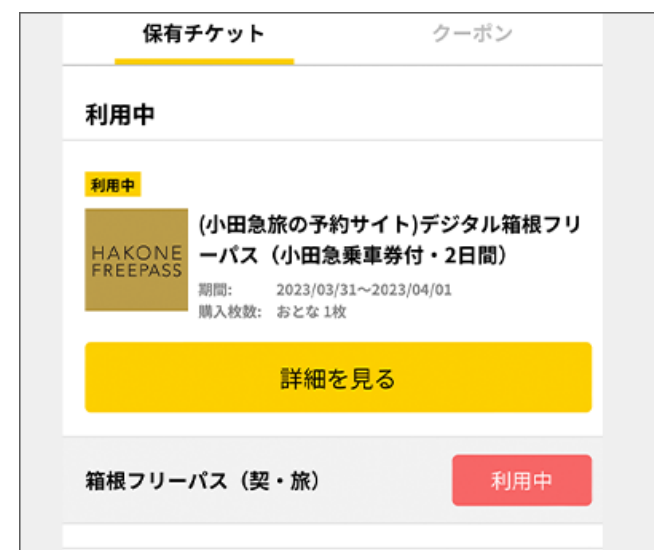 保有チケット
クーポン
利用中
利用中
HAKONE
FREEPASS
(小田急旅の予約サイト)デジタル箱根フリ
ーパス（小田急乗車券付・2日間）
期間: 2023/03/31～2023/04/01
購入枚数: おとな 1枚
詳細を見る
箱根フリーパス（契・旅）
利用中